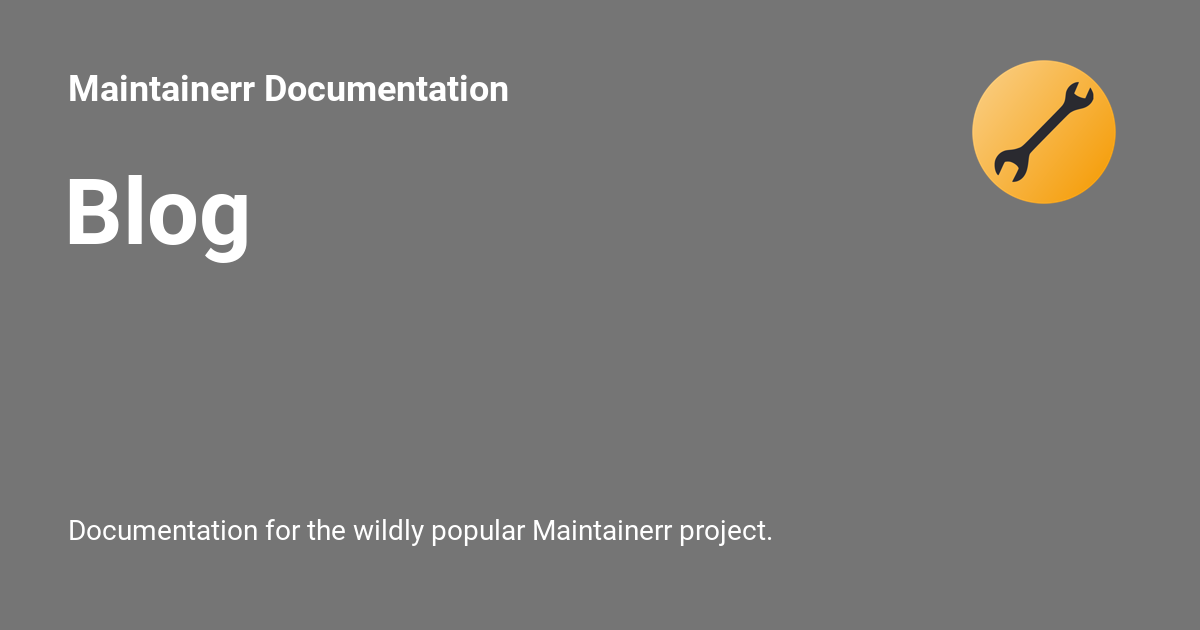 Maintainerr Documentation
Blog
Documentation for the wildly popular Maintainerr project.